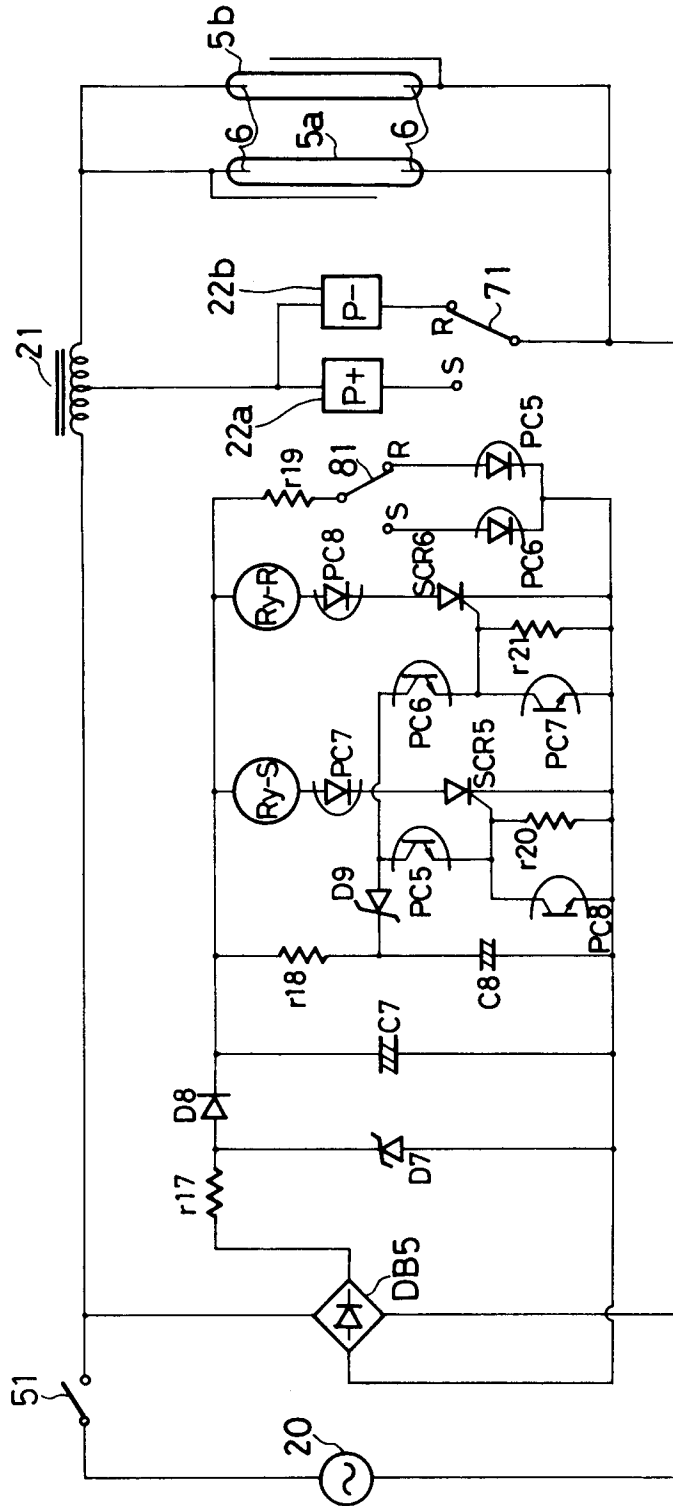 51
20
DB5
r17
D8
D7
C7
r18
C8
D9
PC5
PC8
r20
SCR5
PC7
Ry-S
PC6
PC7
r21
SCR6
PC8
Ry-R
r19
81
S
R
PC6
PC5
21
22a
P+
S
22b
P-
R
71
6
5a
6
5b